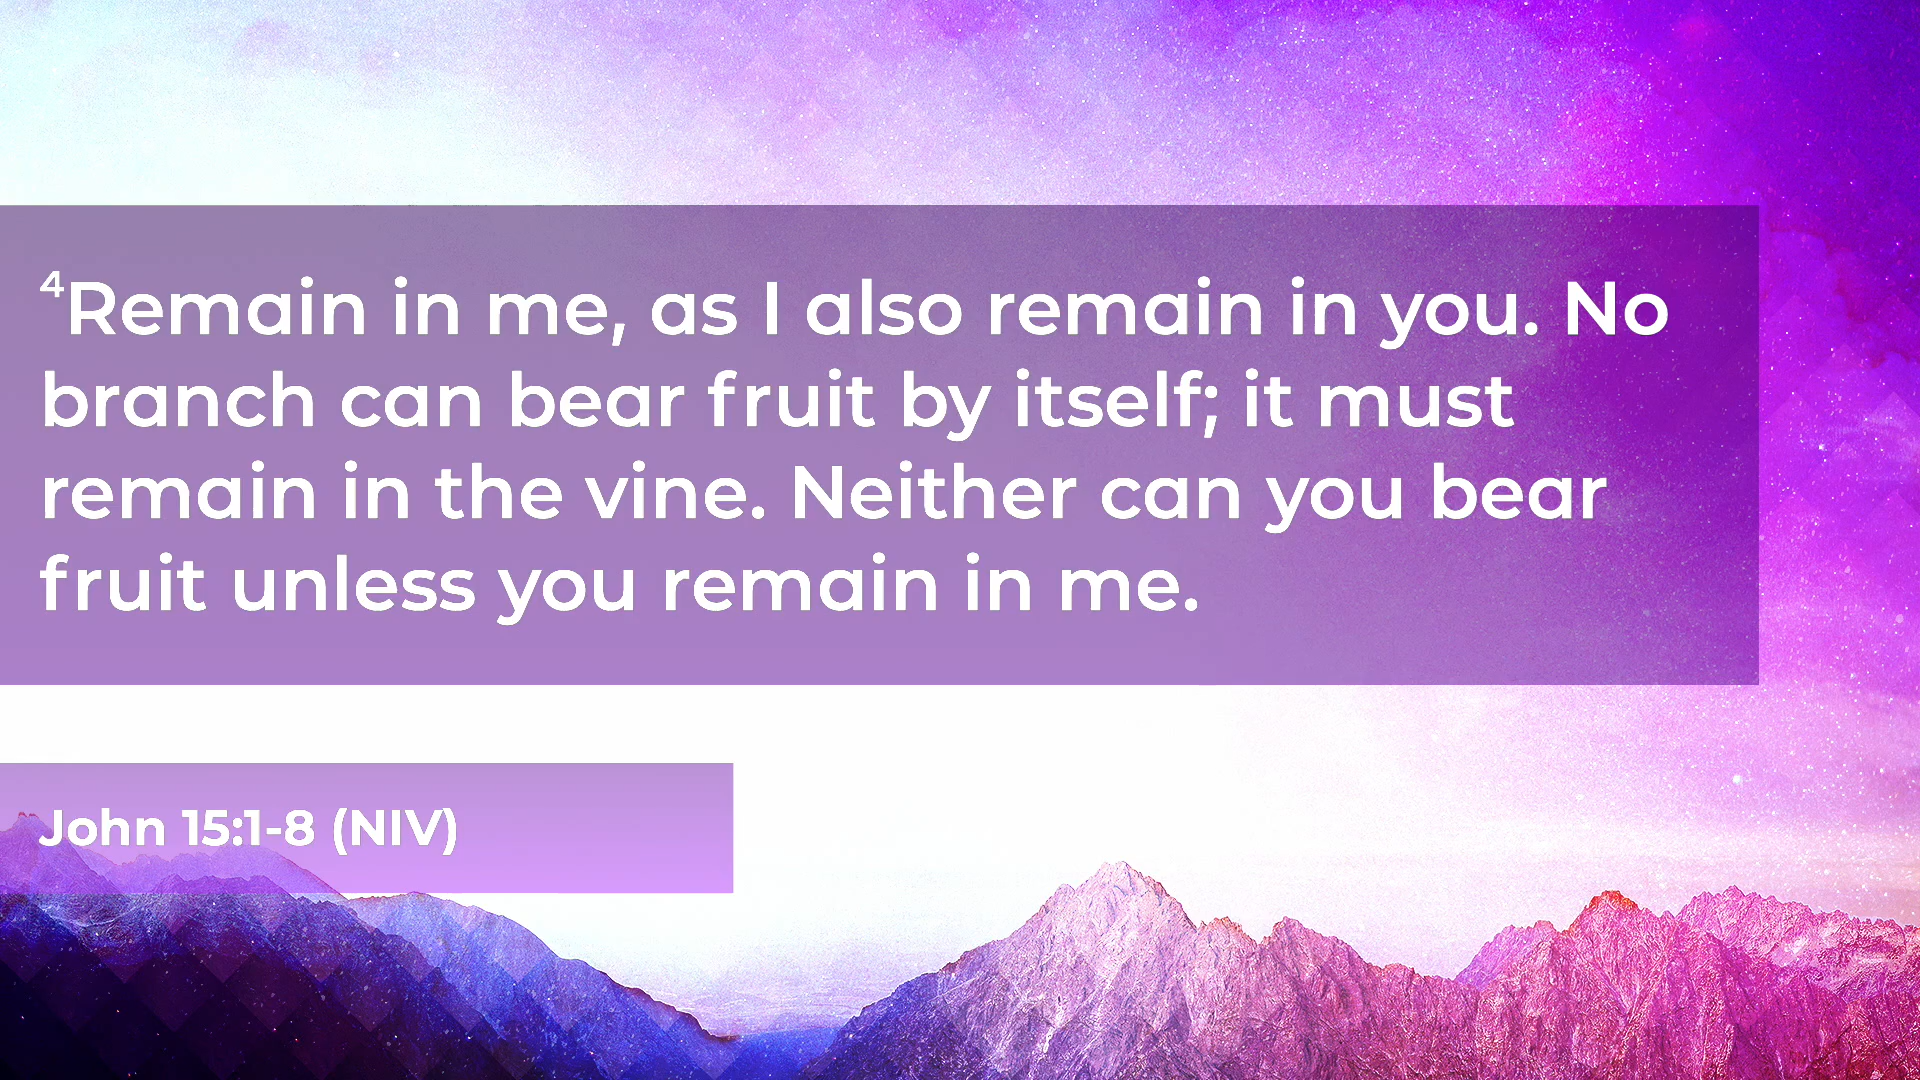 ⁴Remain in me, as I also remain in you. No
branch can bear fruit by itself; it must
remain in the vine. Neither can you bear
fruit unless you remain in me.
John 15:1-8 (NIV)